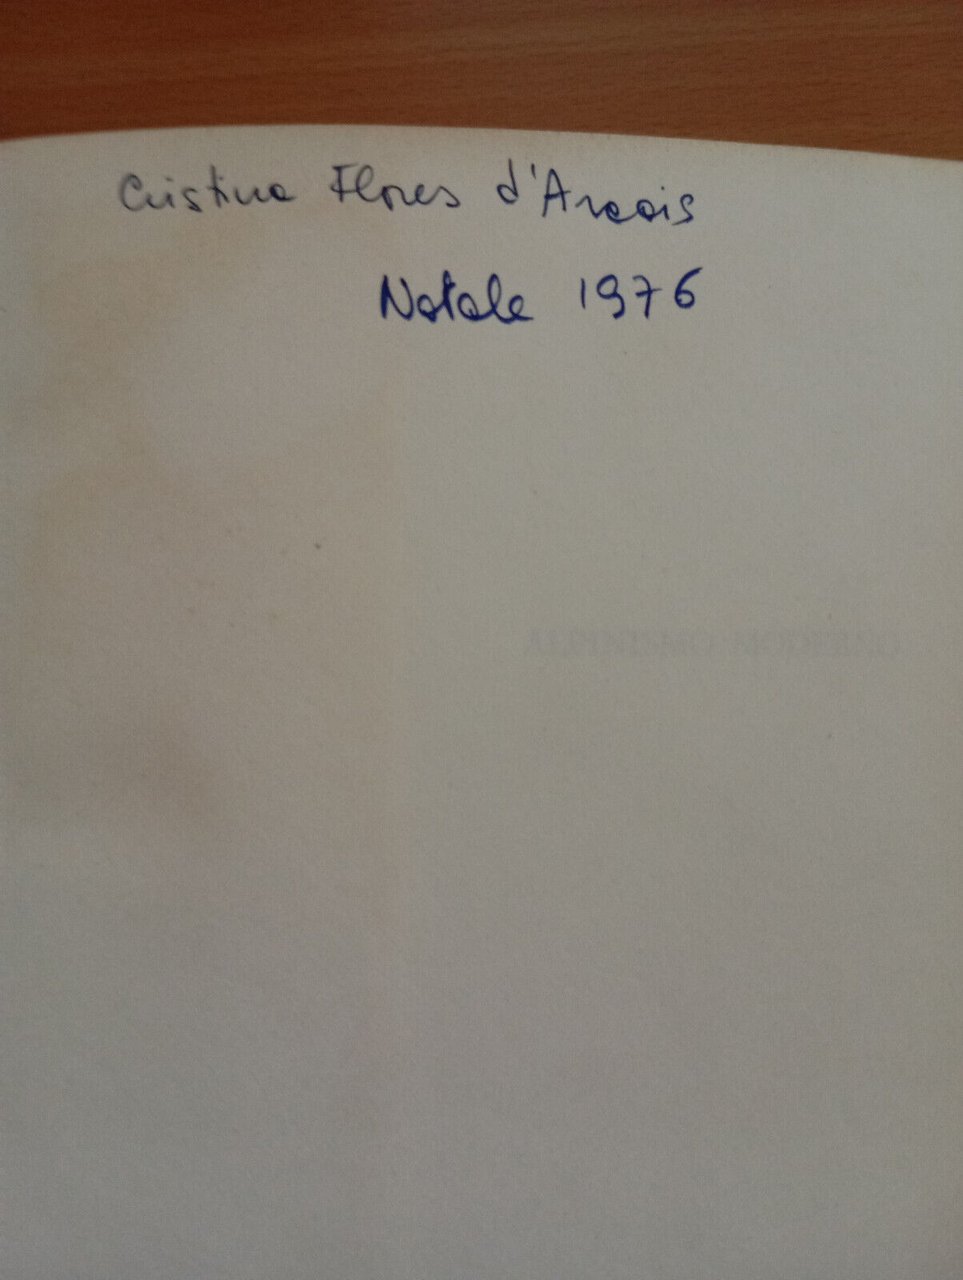 Cristina Flores d'Arcais
Natale 1976